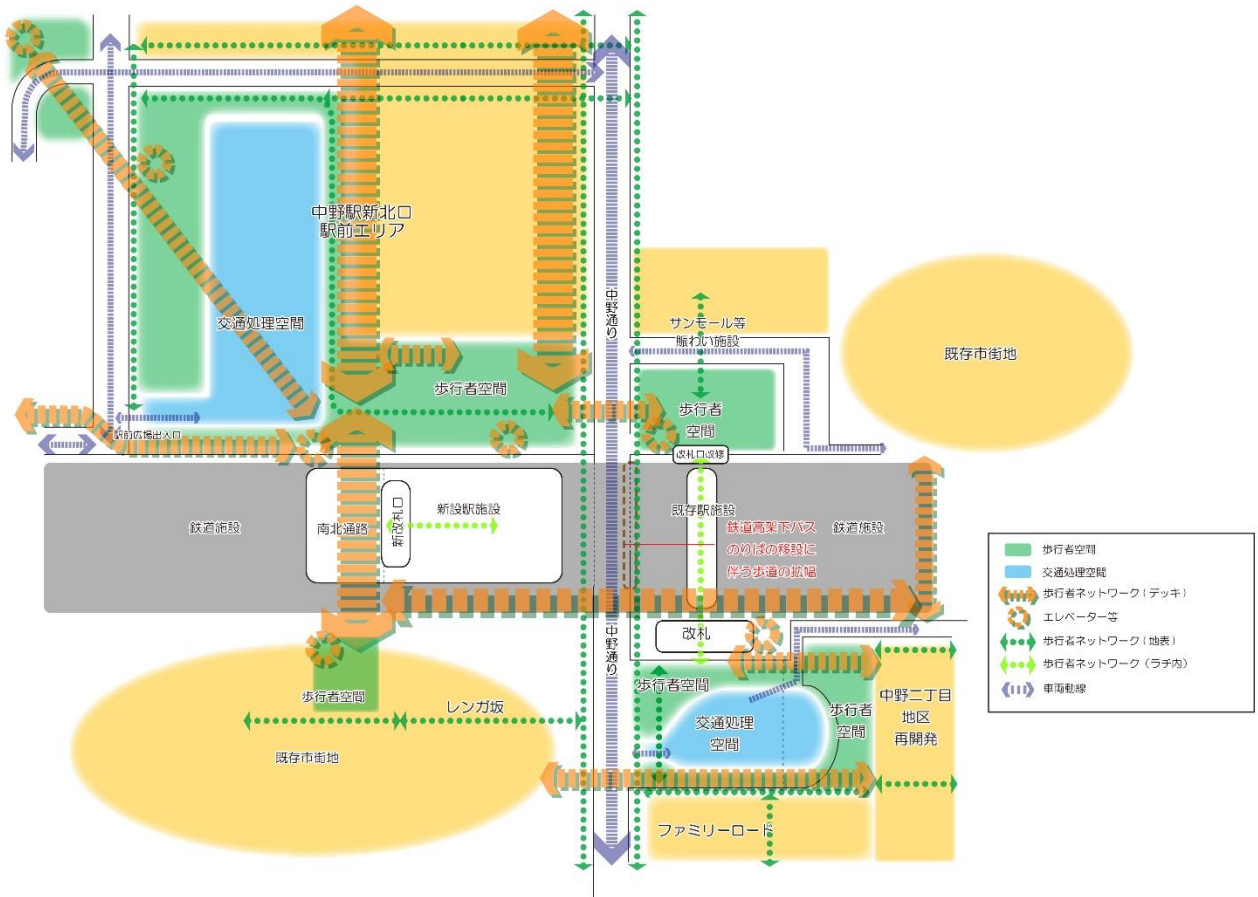 中野駅新北口
駅前エリア
中野通り
交通処理空間
サンモール等
賑わい施設
既存市街地
歩行者空間
歩行者
空間
駅前広場出入口
改札口改修
鉄道施設
南北通路
新改札口
新設駅施設
既存駅施設
鉄道高架下バス
のりばの移設に
伴う歩道の拡幅
鉄道施設
歩行者空間
交通処理空間
歩行者ネットワーク(デッキ)
エレベーター等
歩行者ネットワーク(地表)
歩行者ネットワーク(ラチ内)
車両動線
改札
中野通り
歩行者空間
歩行者空間
レンガ坂
交通処理
空間
歩行者
空間
中野二丁目
地区
再開発
既存市街地
ファミリーロード